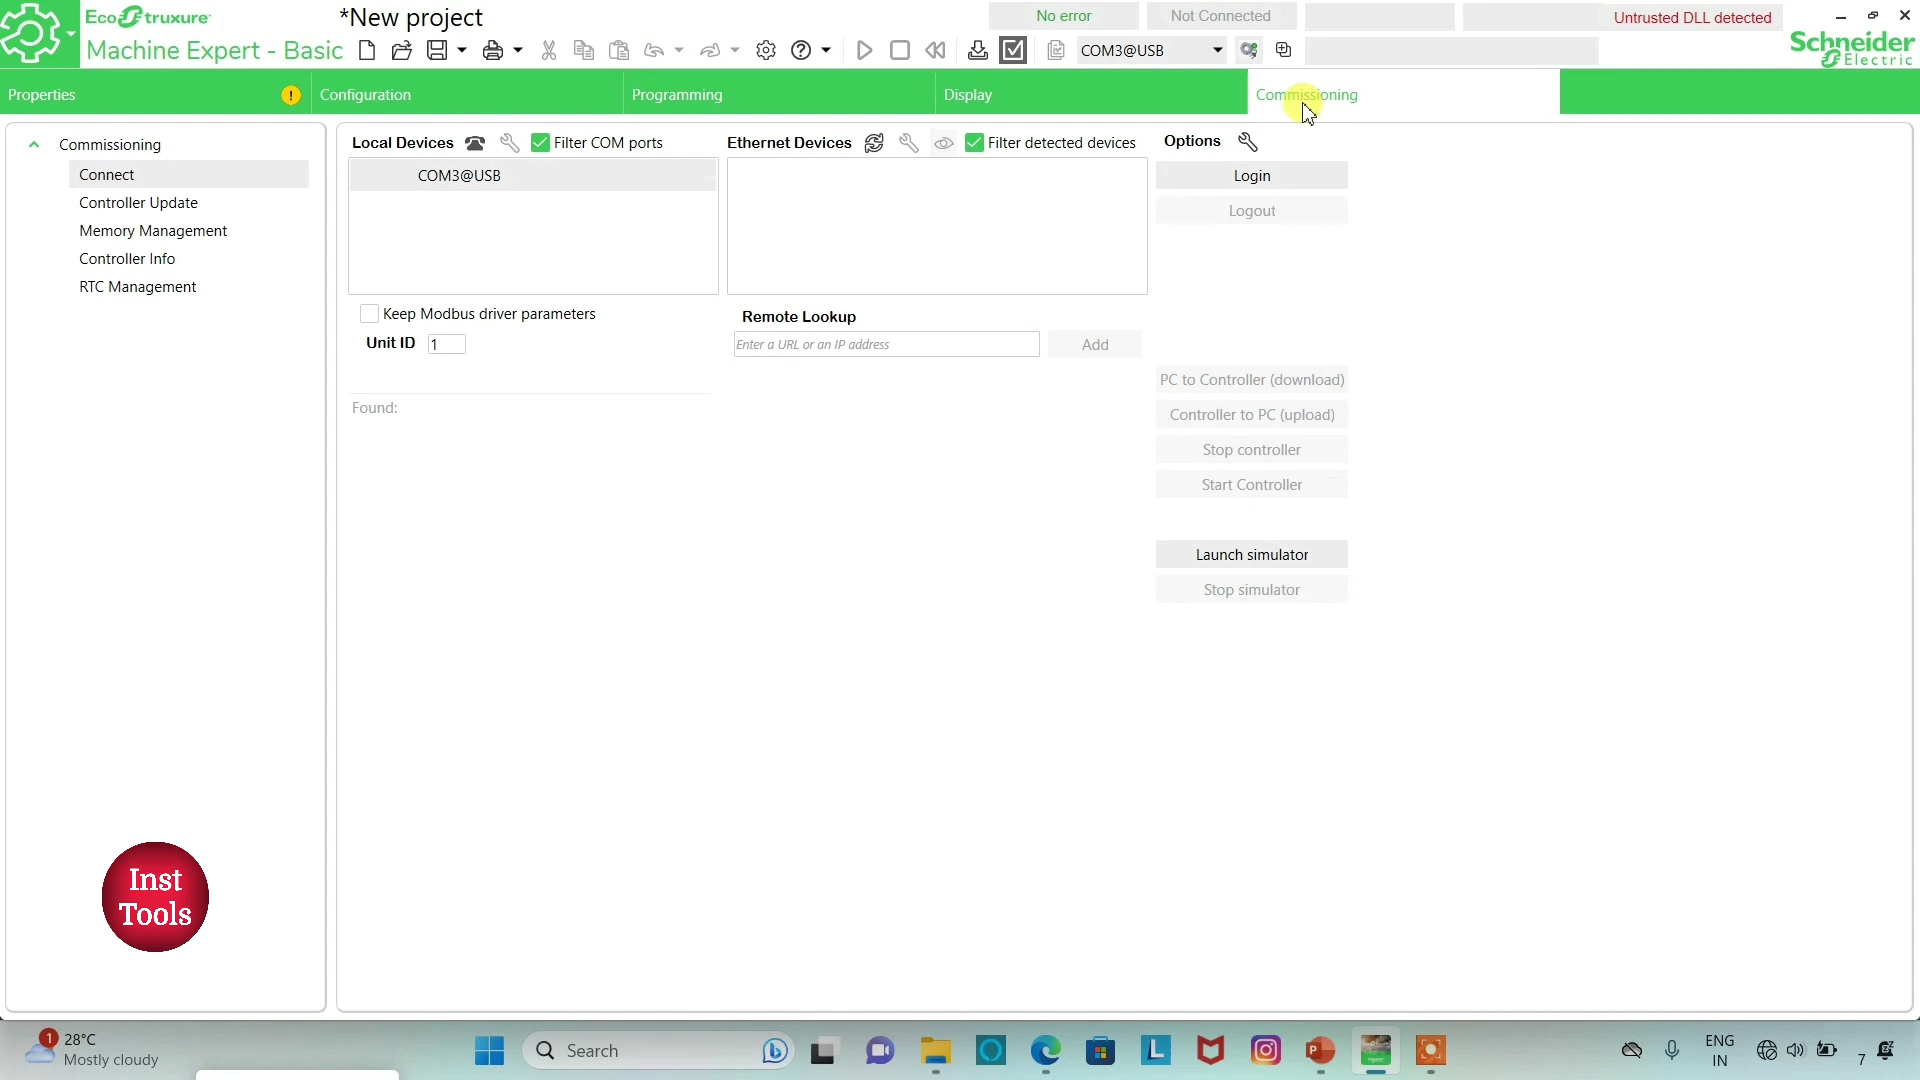 EcoStruxure
Machine Expert - Basic
*New project
No error
Not Connected
Untrusted DLL detected
COM3@USB
Schneider
Electric
Properties
Configuration
Programming
Display
Commissioning
Commissioning
Connect
Controller Update
Memory Management
Controller Info
RTC Management
Local Devices
Filter COM ports
COM3@USB
Keep Modbus driver parameters
Unit ID 1
Found:
Ethernet Devices
Filter detected devices
Remote Lookup
Enter a URL or an IP address
Add
Options
Login
Logout
PC to Controller (download)
Controller to PC (upload)
Stop controller
Start Controller
Launch simulator
Stop simulator
Inst
Tools
1
28°C
Mostly cloudy
Search
L
P
ENG
IN
7